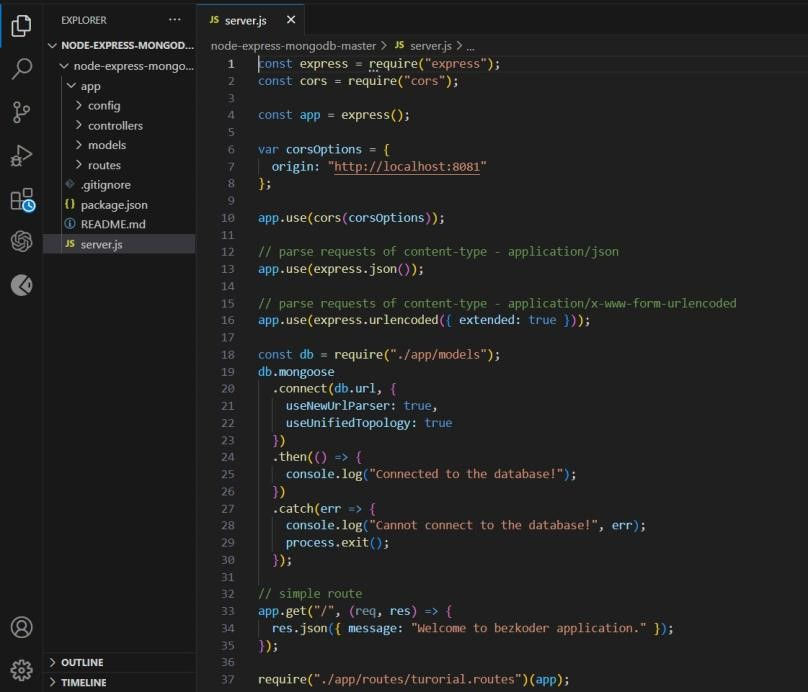 EXPLORER
NODE-EXPRESS-MONGOD...
node-express-mongo...
app
config
controllers
models
routes
.gitignore
package.json
README.md
JS server.js
OUTLINE
TIMELINE
JS server.js
node-express-mongodb-master > JS server.js > ...
1 const express = require("express");
2 const cors = require("cors");
3
4 const app = express();
5
6 var corsOptions = {
7 origin: "http://localhost:8081"
8 };
9
10 app.use(cors(corsOptions));
11
12 // parse requests of content-type - application/json
13 app.use(express.json());
14
15 // parse requests of content-type - application/x-www-form-urlencoded
16 app.use(express.urlencoded({ extended: true }));
17
18 const db = require("./app/models");
19 db.mongoose
20 .connect(db.url, {
21 useNewUrlParser: true,
22 useUnifiedTopology: true
23 })
24 .then(() => {
25 console.log("Connected to the database!");
26 })
27 .catch(err => {
28 console.log("Cannot connect to the database!", err);
29 process.exit();
30 });
31
32 // simple route
33 app.get("/", (req, res) => {
34 res.json({ message: "Welcome to bezkoder application." });
35 });
36
37 require("./app/routes/turorial.routes")(app);